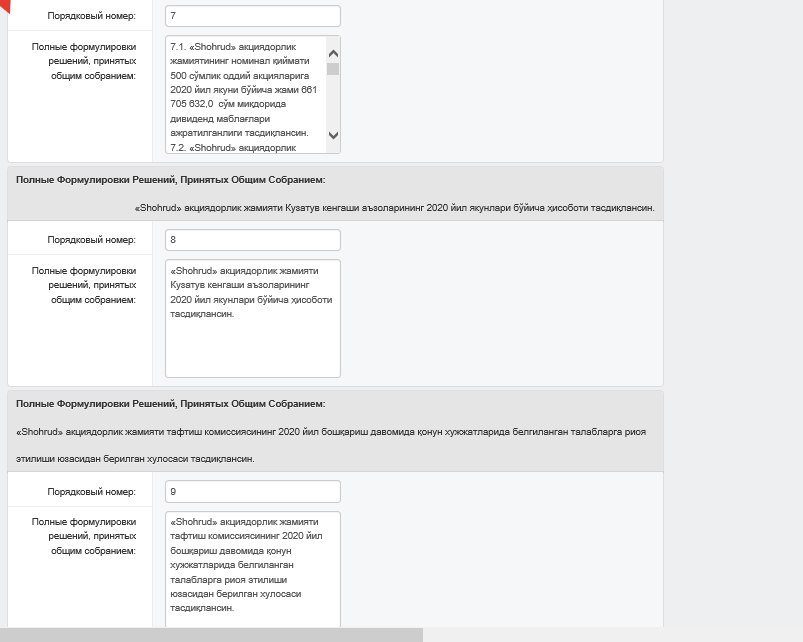 Порядковый номер:
7
Полные формулировки
решений, принятых
общим собранием:
7.1. «Shohrud» акциядорлик
жамиятининг номинал қиймати
500 сўмлик оддий акцияларига
2020 йил якуни бўйича жами 661
705 632,0 сўм миқдорида
дивиденд маблағлари
ажратилганлиги тасдиқлансин.
7.2. «Shohrud» акциядорлик
Полные Формулировки Решений, Принятых Общим Собранием:
«Shohrud» акциядорлик жамияти Кузатув кенгаши аъзоларининг 2020 йил якунлари бўйича ҳисоботи тасдиқлансин.
Порядковый номер:
8
Полные формулировки
решений, принятых
общим собранием:
«Shohrud» акциядорлик жамияти
Кузатув кенгаши аъзоларининг
2020 йил якунлари бўйича ҳисоботи
тасдиқлансин.
Полные Формулировки Решений, Принятых Общим Собранием:
«Shohrud» акциядорлик жамияти тафтиш комиссиясининг 2020 йил бошқариш давомида қонун хужжатларида белгиланган талабларга риоя
этилиши юзасидан берилган хулосаси тасдиқлансин.
Порядковый номер:
9
Полные формулировки
решений, принятых
общим собранием:
«Shohrud» акциядорлик жамияти
тафтиш комиссиясининг 2020 йил
бошқариш давомида қонун
хужжатларида белгиланган
талабларга риоя этилиши
юзасидан берилган хулосаси
тасдиқлансин.